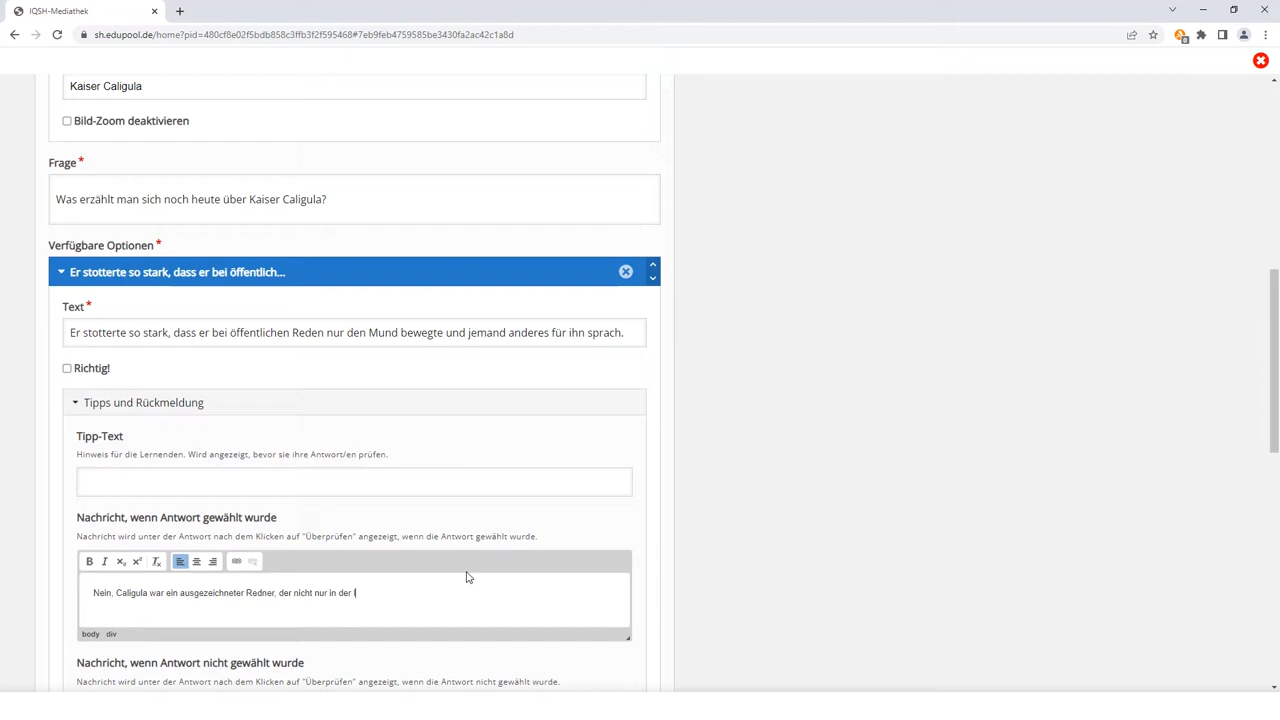 IQSH-Mediathek
sh.edupool.de/home?pid=480cf8e02f5bdb858c3ffb3f2f595468#7eb9feb4759585be3430fa2ac42c1a8d
Kaiser Caligula
Bild-Zoom deaktivieren
Frage *
Was erzählt man sich noch heute über Kaiser Caligula?
Verfügbare Optionen *
Er stotterte so stark, dass er bei öffentlich...
Text *
Er stotterte so stark, dass er bei öffentlichen Reden nur den Mund bewegte und jemand anderes für ihn sprach.
Richtig!
Tipps und Rückmeldung
Tipp-Text
Hinweis für die Lernenden. Wird angezeigt, bevor sie ihre Antwort/en prüfen.
Nachricht, wenn Antwort gewählt wurde
Nachricht wird unter der Antwort nach dem Klicken auf "Überprüfen" angezeigt, wenn die Antwort gewählt wurde.
Nein, Caligula war ein ausgezeichneter Redner, der nicht nur in der
body div
Nachricht, wenn Antwort nicht gewählt wurde
Nachricht wird unter der Antwort nach dem Klicken auf "Überprüfen" angezeigt, wenn die Antwort nicht gewählt wurde.